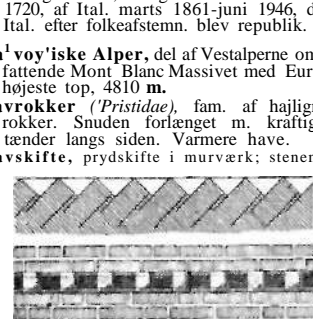 1720, af Ital. marts 1861-juni 1946, d
Ital. efter folkeafstemn. blev republik.
voy'iske Alper, del af Vestalperne om
fattende Mont Blanc Massivet med Eur
højeste top, 4810 m.
vrokker ('Pristidae), fam. af hajlign
rokker. Snuden forlænget m. kraftig
tænder langs siden. Varmere have.
avskifte, prydskifte i murværk; stener